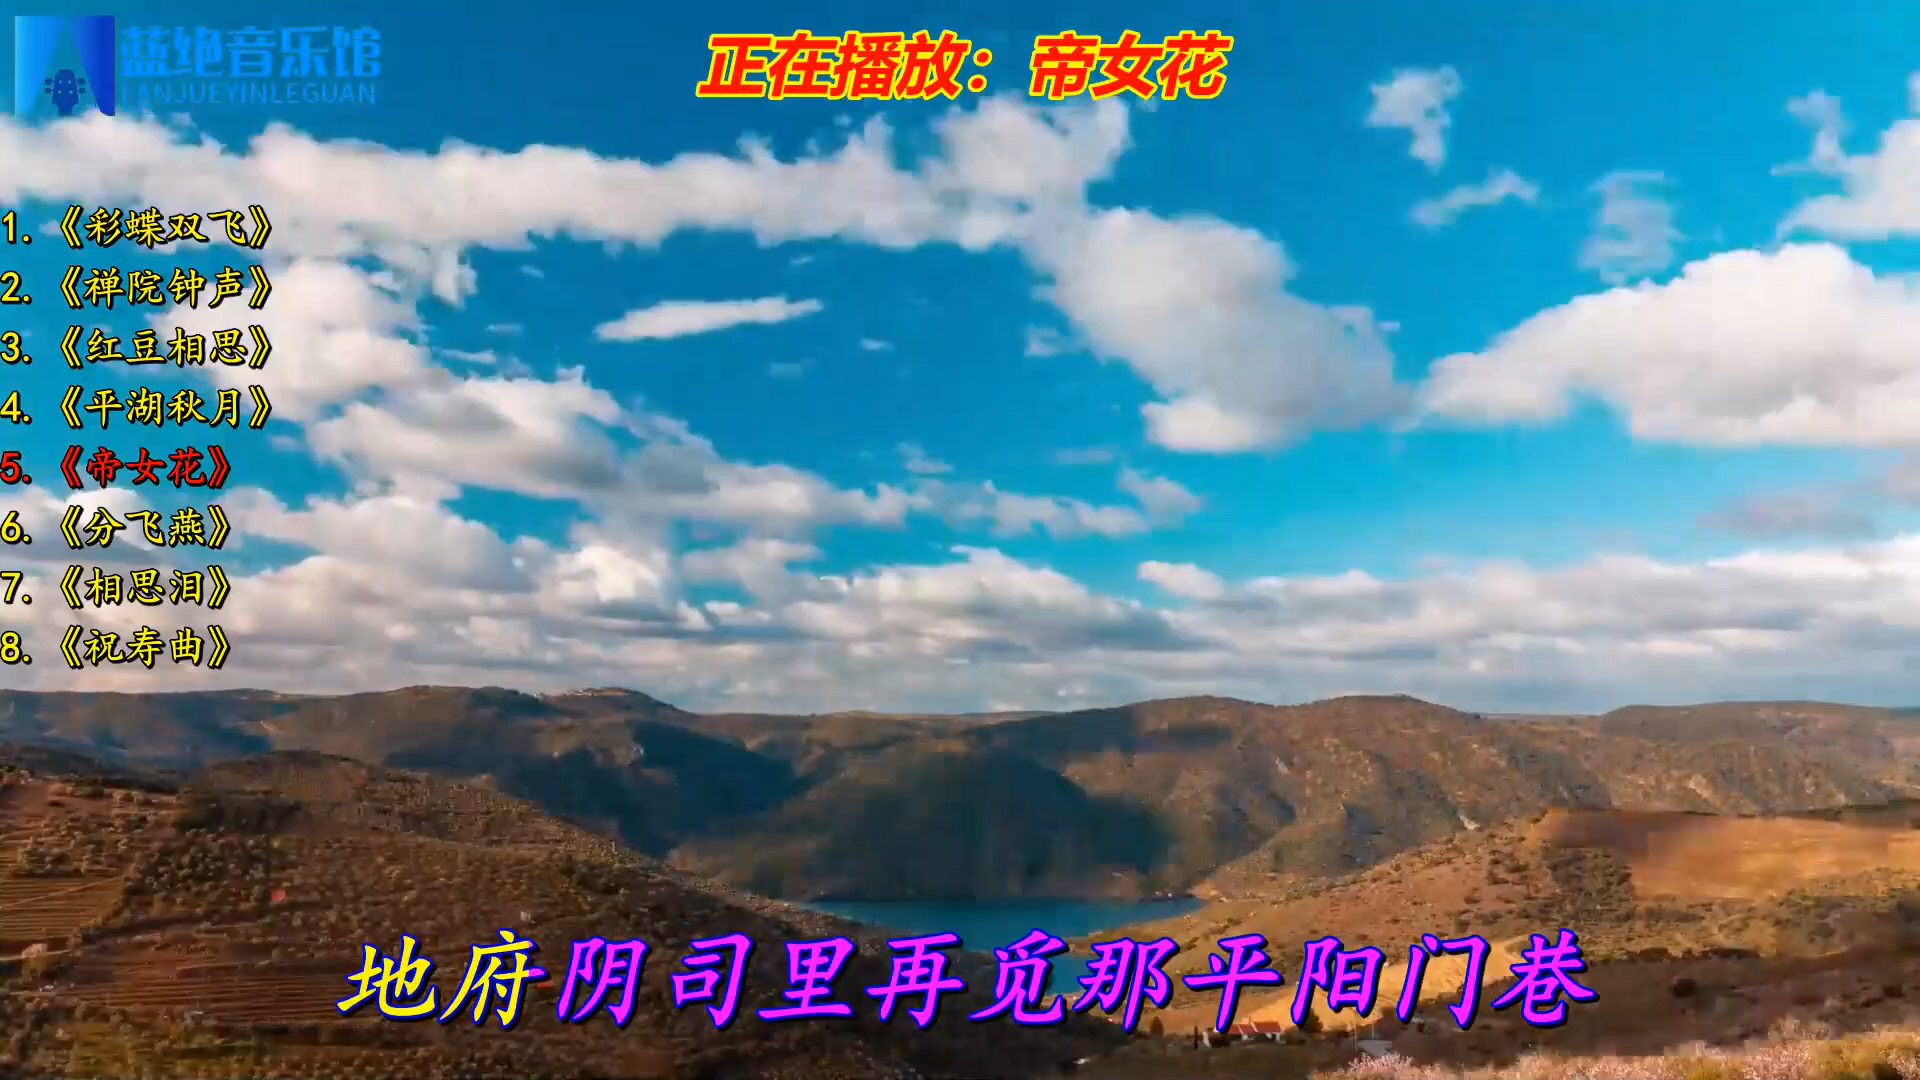 蓝绝音乐馆
LANJUEYINLEGUAN
正在播放：帝女花
1.《彩蝶双飞》
2.《禅院钟声》
3.《红豆相思》
4.《平湖秋月》
5.《帝女花》
6.《分飞燕》
7.《相思泪》
8.《祝寿曲》
地府阴司里再觅那平阳门巷